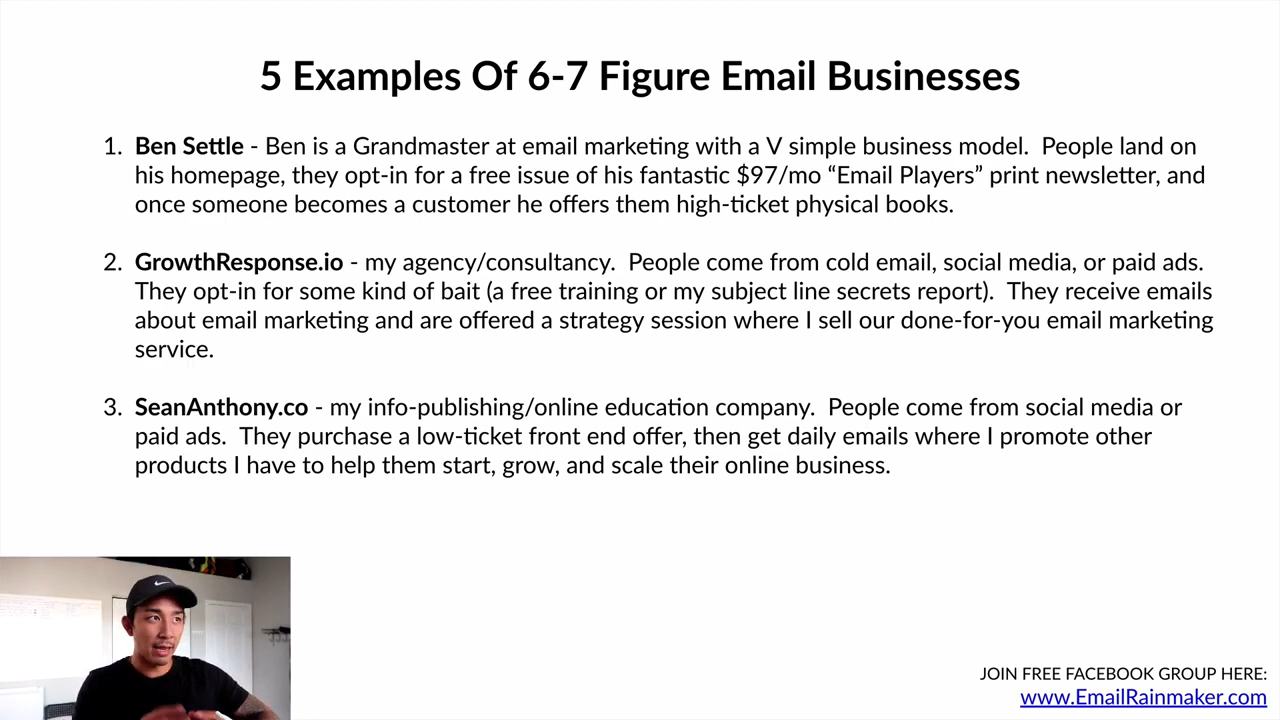 5 Examples Of 6-7 Figure Email Businesses
1. Ben Settle - Ben is a Grandmaster at email marketing with a V simple business model.  People land on
his homepage, they opt-in for a free issue of his fantastic $97/mo “Email Players” print newsletter, and
once someone becomes a customer he offers them high-ticket physical books.
2. GrowthResponse.io - my agency/consultancy.  People come from cold email, social media, or paid ads.
They opt-in for some kind of bait (a free training or my subject line secrets report).  They receive emails
about email marketing and are offered a strategy session where I sell our done-for-you email marketing
service.
3. SeanAnthony.co - my info-publishing/online education company.  People come from social media or
paid ads.  They purchase a low-ticket front end offer, then get daily emails where I promote other
products I have to help them start, grow, and scale their online business.
JOIN FREE FACEBOOK GROUP HERE:
www.EmailRainmaker.com